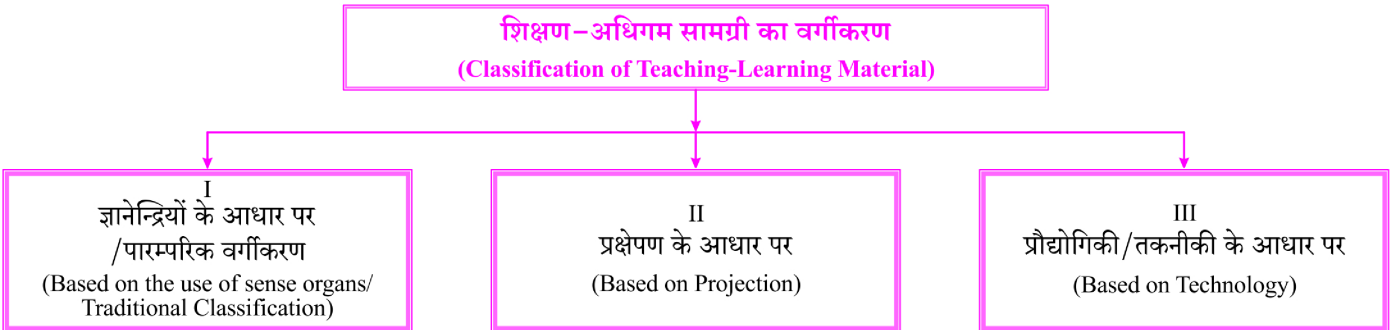 शिक्षण-अधिगम सामग्री का वर्गीकरण
(Classification of Teaching-Learning Material)
I
ज्ञानेन्द्रियों के आधार पर
/पारम्परिक वर्गीकरण
(Based on the use of sense organs/
Traditional Classification)
II
प्रक्षेपण के आधार पर
(Based on Projection)
III
प्रौद्योगिकी/तकनीकी के आधार पर
(Based on Technology)